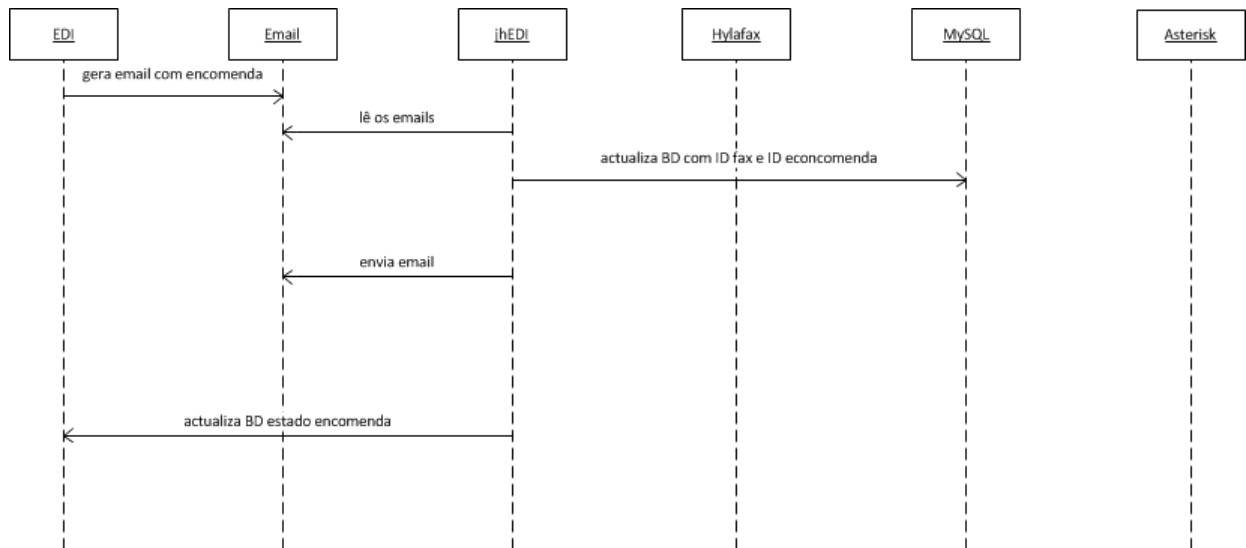 EDI
Email
jhEDI
Hylafax
MySQL
Asterisk
gera email com encomenda
lê os emails
actualiza BD com ID fax e ID econcomenda
envia email
actualiza BD estado encomenda